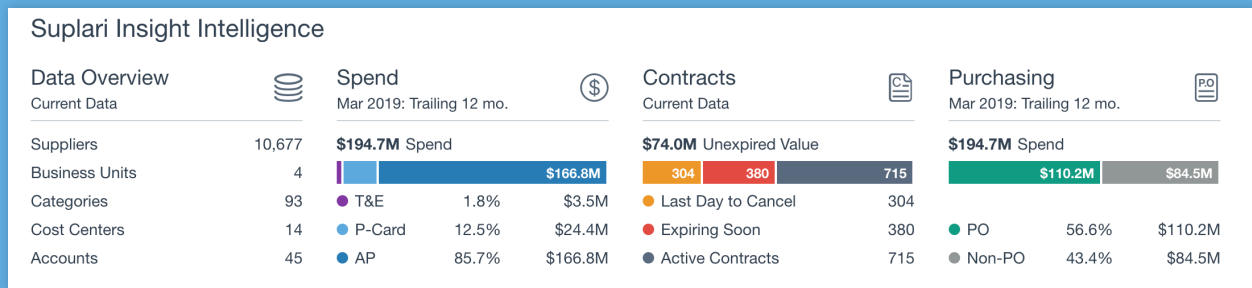 Suplari Insight Intelligence
Data Overview
Current Data
Suppliers 10,677
Business Units 4
Categories 93
Cost Centers 14
Accounts 45
Spend
$
Mar 2019: Trailing 12 mo.
$194.7M Spend
$166.8M
T&E 1.8% $3.5M
P-Card 12.5% $24.4M
AP 85.7% $166.8M
Contracts
C
Current Data
$74.0M Unexpired Value
304 380 715
Last Day to Cancel 304
Expiring Soon 380
Active Contracts 715
Purchasing
P.O
Mar 2019: Trailing 12 mo.
$194.7M Spend
$110.2M $84.5M
PO 56.6% $110.2M
Non-PO 43.4% $84.5M